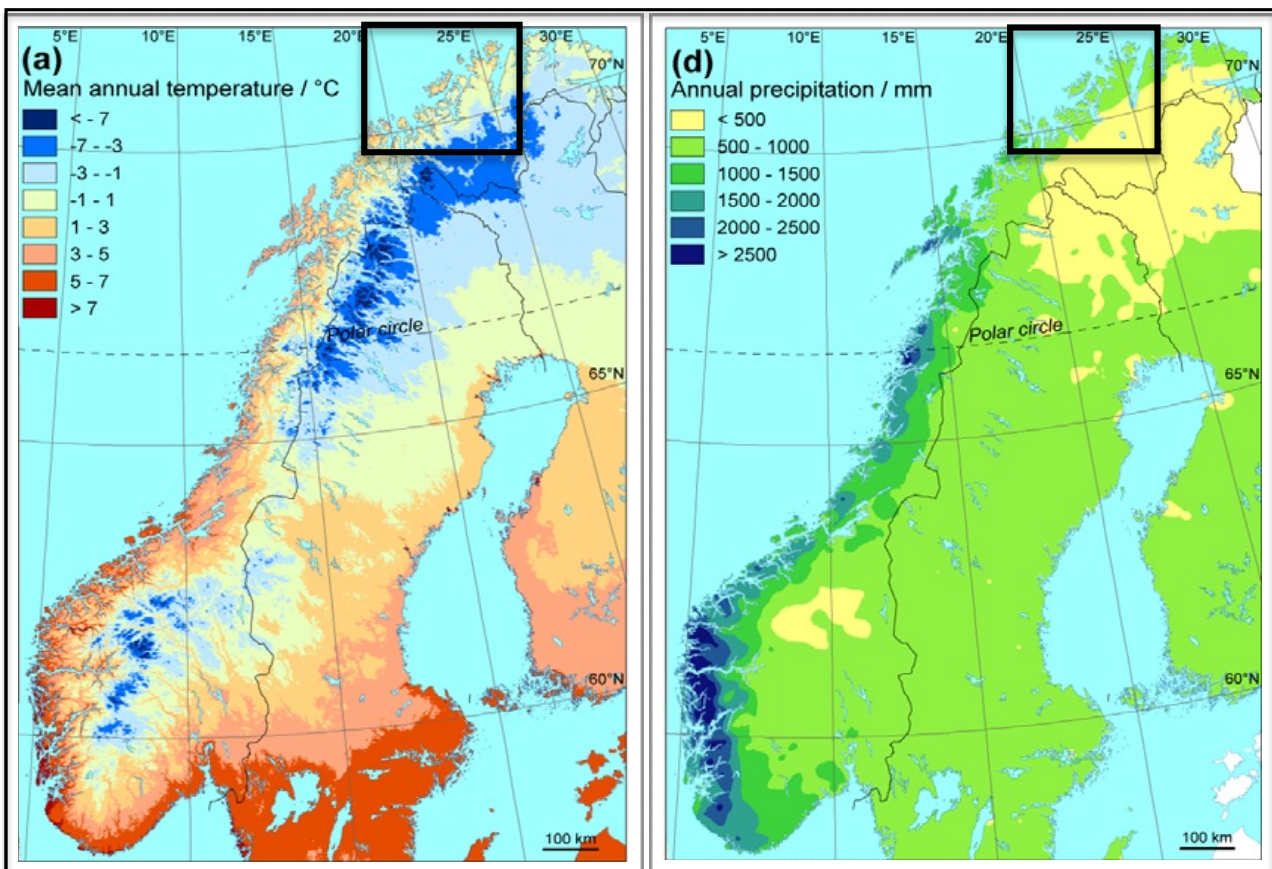 5°E 10°E 15°E 20°E 25°E 30°E
(a)
70°N
Mean annual temperature / °C
< - 7
-7 - -3
-3 - -1
-1 - 1
1 - 3
3 - 5
5 - 7
> 7
Polar circle
65°N
60°N
100 km
5°E 10°E 15°E 20°E 25°E 30°E
(d)
70°N
Annual precipitation / mm
< 500
500 - 1000
1000 - 1500
1500 - 2000
2000 - 2500
> 2500
Polar circle
65°N
60°N
100 km